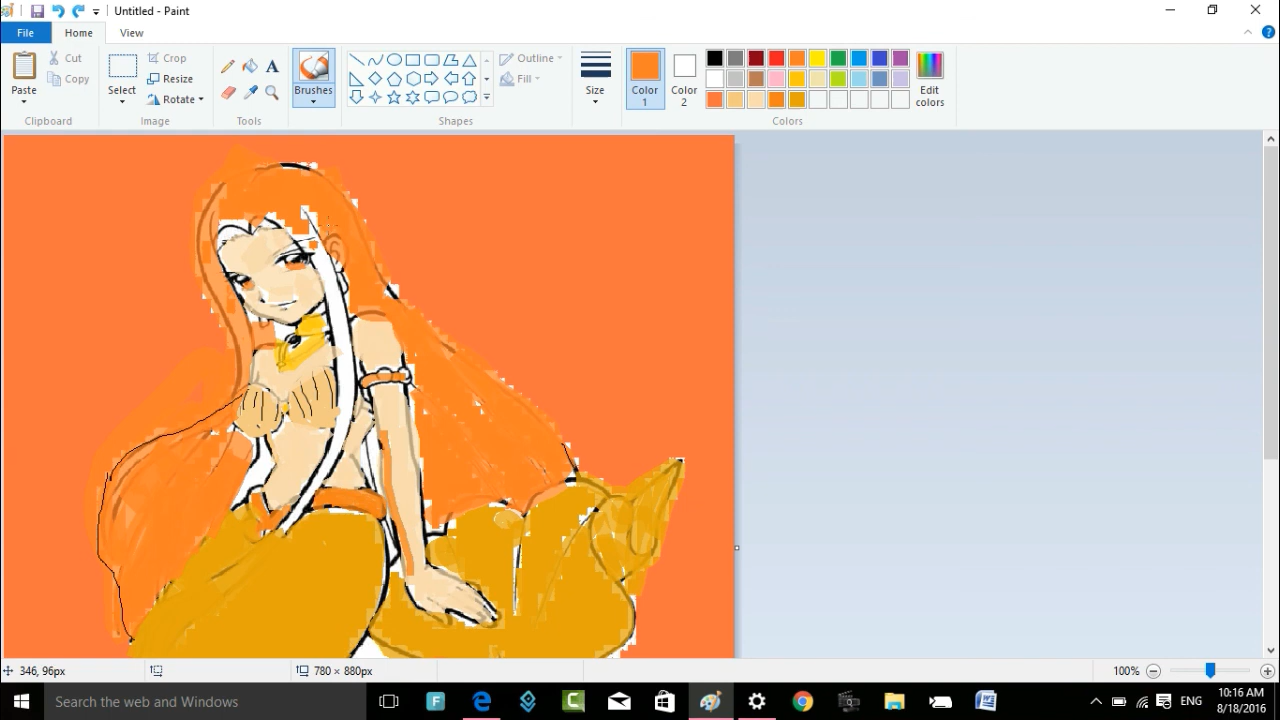 Untitled - Paint
File Home View
Paste
Cut
Copy
Clipboard
Select
Crop
Resize
Rotate
Image
A
Tools
Brushes
Outline
Fill
Shapes
Size
Color 1
Color 2
Edit colors
Colors
346, 96px
780 × 880px
100%
Search the web and Windows
ENG
10:16 AM
8/18/2016